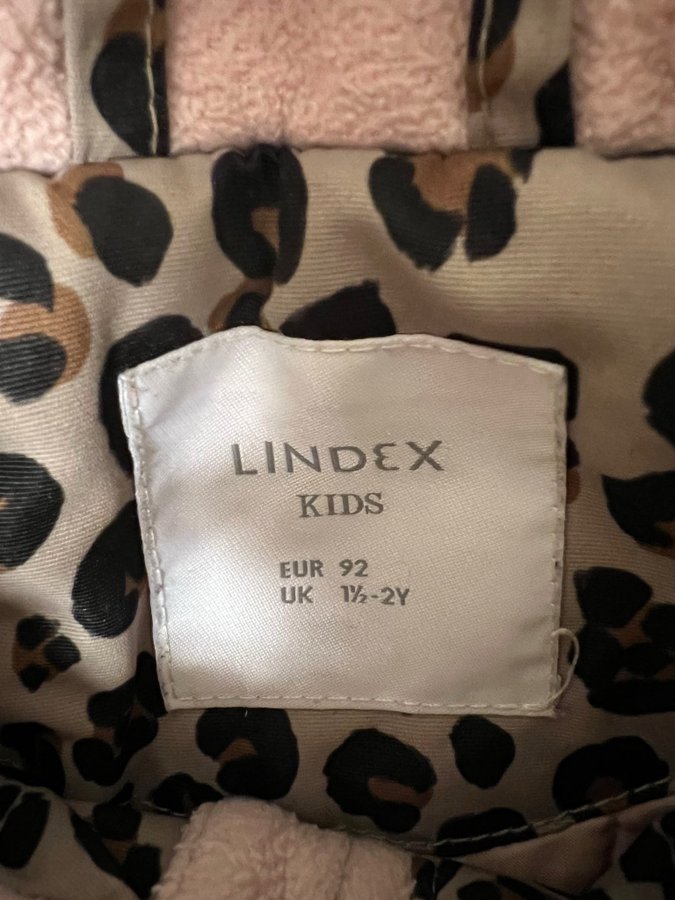 LINDEX
KIDS
EUR 92
UK 1½-2Y